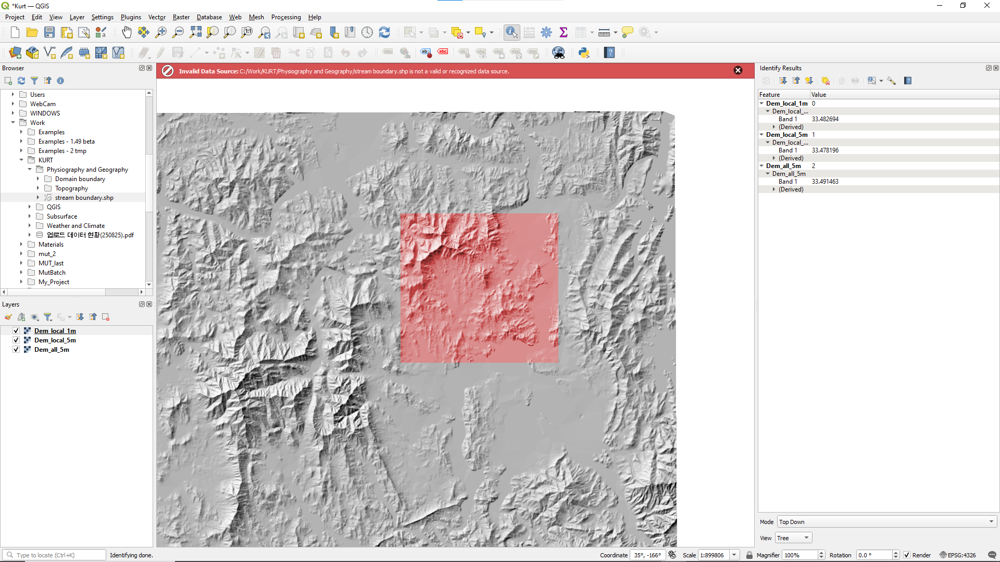 *Kurt — QGIS
Project Edit View Layer Settings Plugins Vector Raster Database Web Mesh Processing Help
Browser
Users
WebCam
WINDOWS
Work
Examples
Examples - 1.49 beta
Examples - 2 tmp
KURT
Physiography and Geography
Domain boundary
Topography
stream boundary.shp
QGIS
Subsurface
Weather and Climate
업로드 데이터 현황(250825).pdf
Materials
mut_2
MUT_last
MutBatch
My_Project
Layers
Dem_local_1m
Dem_local_5m
Dem_all_5m
Invalid Data Source: C:/Work/KURT/Physiography and Geography/stream boundary.shp is not a valid or recognized data source.
Identify Results
Feature Value
Dem_local_1m 0
Dem_local_...
Band 1 33.482694
(Derived)
Dem_local_5m 1
Dem_local_...
Band 1 33.478196
(Derived)
Dem_all_5m 2
Dem_all_5m
Band 1 33.491463
(Derived)
Mode Top Down
View Tree
Type to locate (Ctrl+K) Identifying done. Coordinate 35°, -166° Scale 1:899806 Magnifier 100% Rotation 0.0 ° Render EPSG:4326